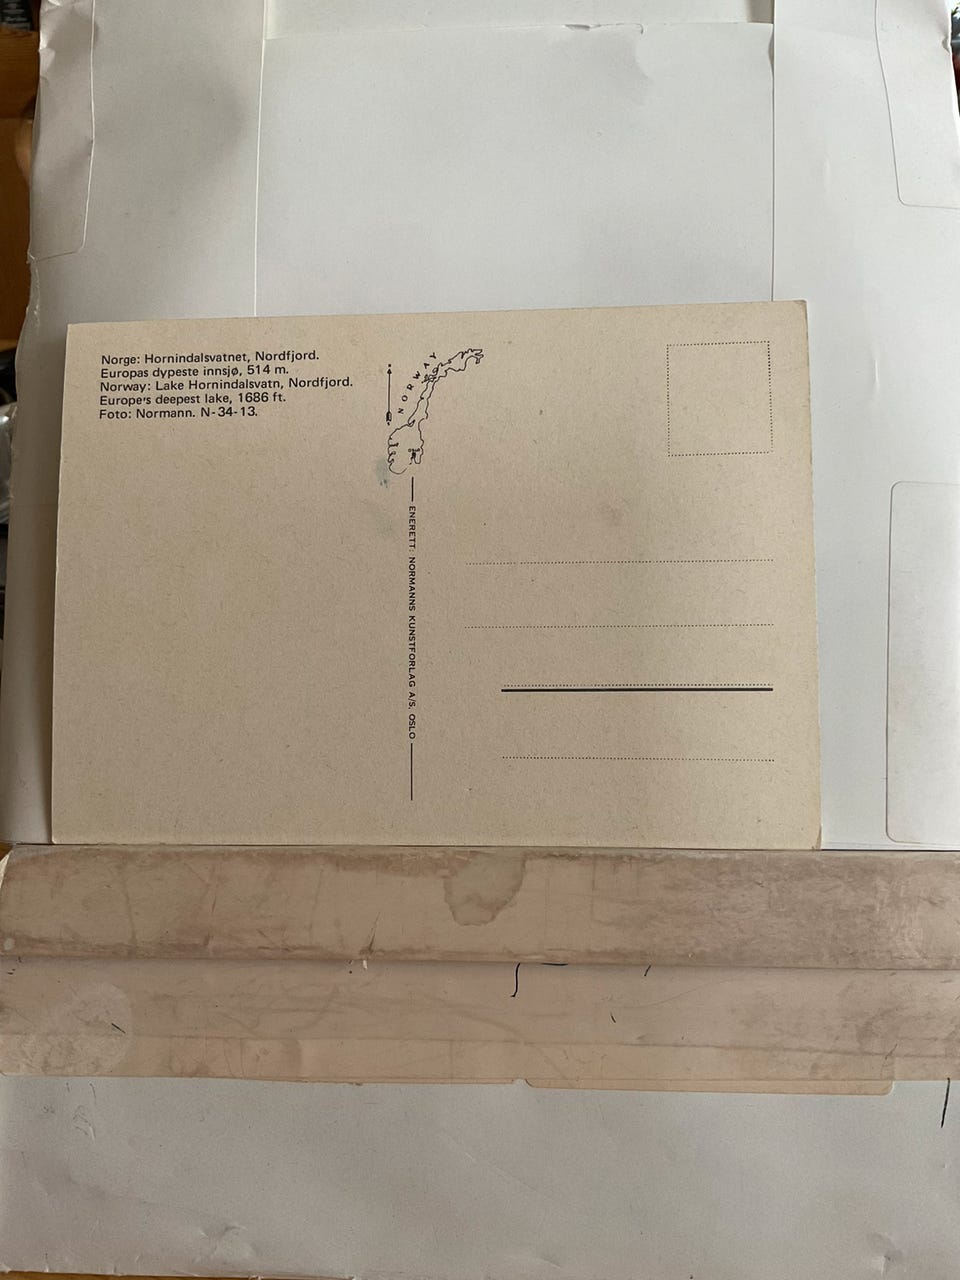 Norge: Hornindalsvatnet, Nordfjord.
Europas dypeste innsjø, 514 m.
Norway: Lake Hornindalsvatn, Nordfjord.
Europe's deepest lake, 1686 ft.
Foto: Normann. N-34-13.
NORWAY
ENERETT: NORMANNS KUNSTFORLAG A/S, OSLO